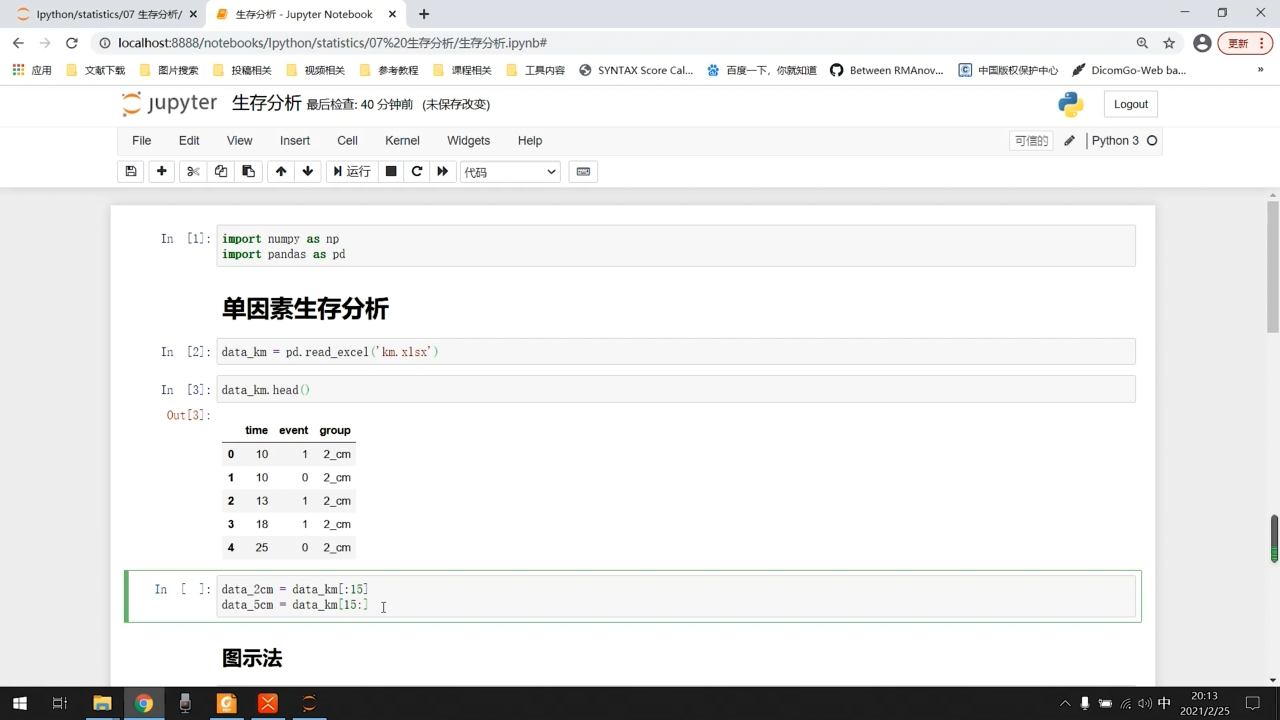 Ipython/statistics/07 生存分析/
生存分析 - Jupyter Notebook
localhost:8888/notebooks/Ipython/statistics/07%20生存分析/生存分析.ipynb#
更新
应用 文献下载 图片搜索 投稿相关 视频相关 参考教程 课程相关 工具内容 SYNTAX Score Cal... 百度一下，你就知道 Between RMAnov... 中国版权保护中心 DicomGo-Web ba... »
jupyter 生存分析 最后检查: 40 分钟前 (未保存改变)
Logout
File Edit View Insert Cell Kernel Widgets Help
可信的 Python 3
运行 代码
In [1]: import numpy as np
import pandas as pd
单因素生存分析
In [2]: data_km = pd.read_excel('km.xlsx')
In [3]: data_km.head()
Out[3]:
time event group
0 10 1 2_cm
1 10 0 2_cm
2 13 1 2_cm
3 18 1 2_cm
4 25 0 2_cm
In [ ]: data_2cm = data_km[:15]
data_5cm = data_km[15:]
图示法
中
20:13
2021/2/25